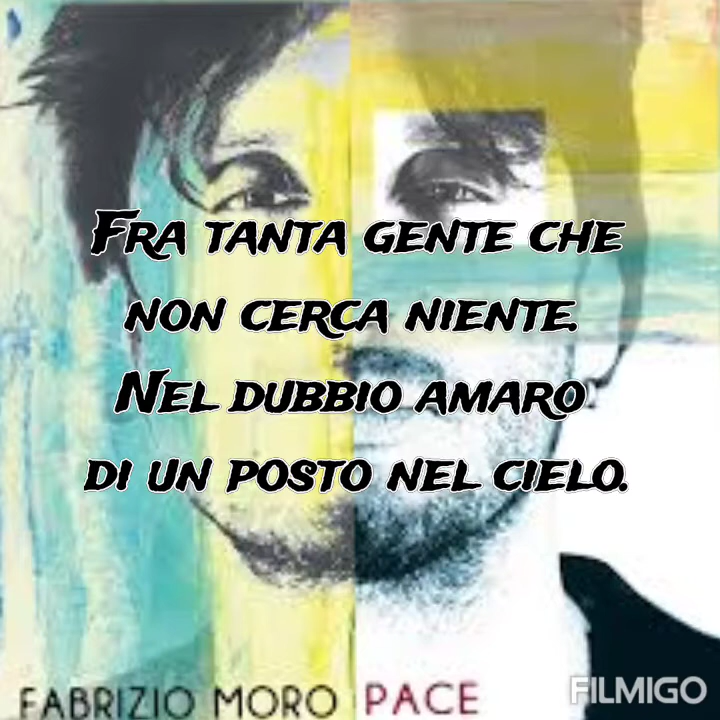 Fra tanta gente che
non cerca niente.
Nel dubbio amaro
di un posto nel cielo.
FABRIZIO MORO PACE
FILMIGO